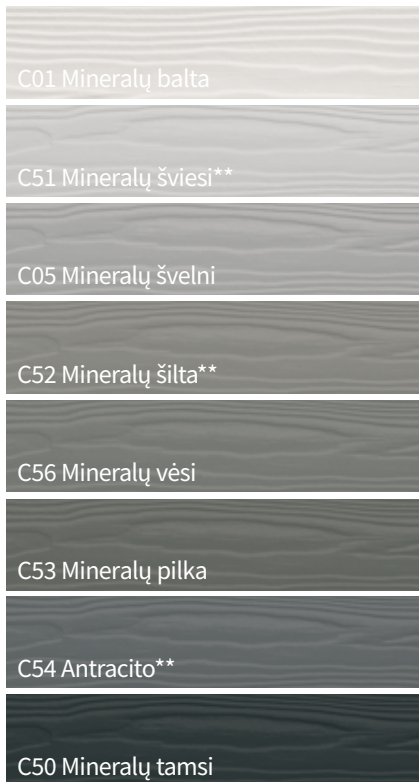 C01 Mineralų balta
C51 Mineralų šviesi**
C05 Mineralų švelni
C52 Mineralų šilta**
C56 Mineralų vėsi
C53 Mineralų pilka
C54 Antracito**
C50 Mineralų tamsi